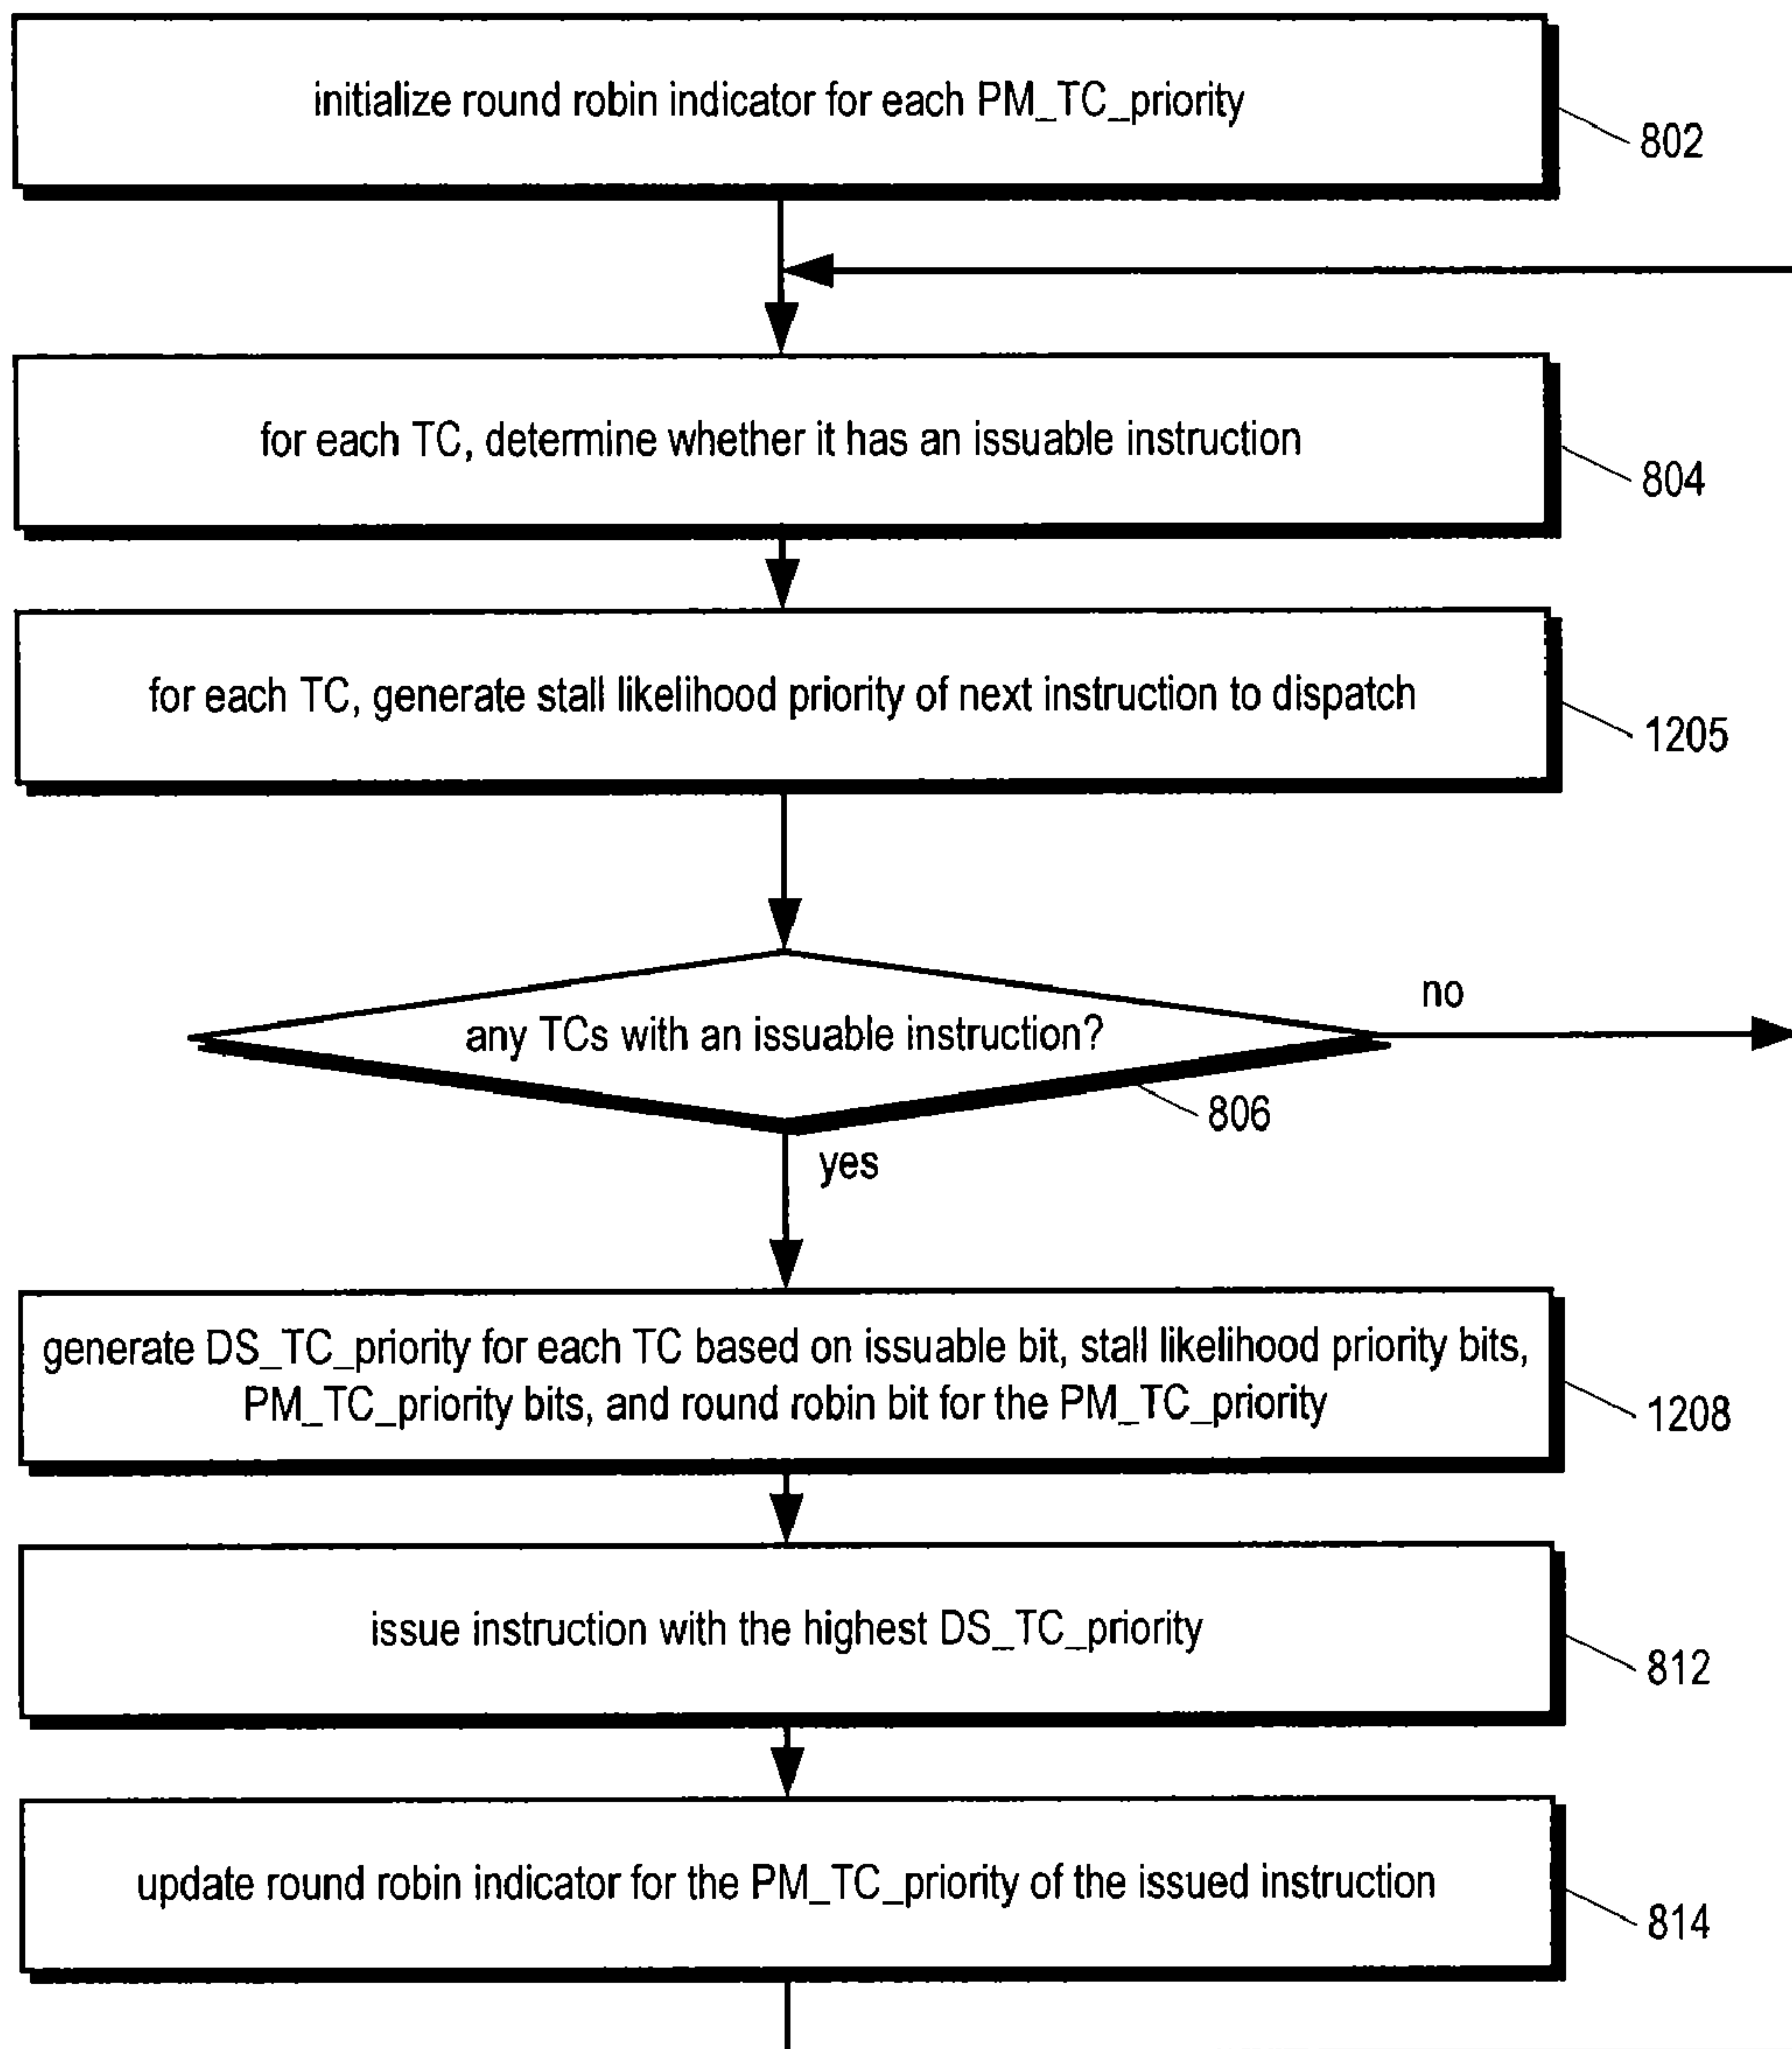 initialize round robin indicator for each PM_TC_priority
802
for each TC, determine whether it has an issuable instruction
804
for each TC, generate stall likelihood priority of next instruction to dispatch
1205
no
any TCs with an issuable instruction?
806
yes
generate DS_TC_priority for each TC based on issuable bit, stall likelihood priority bits,
PM_TC_priority bits, and round robin bit for the PM_TC_priority
1208
issue instruction with the highest DS_TC_priority
812
update round robin indicator for the PM_TC_priority of the issued instruction
814